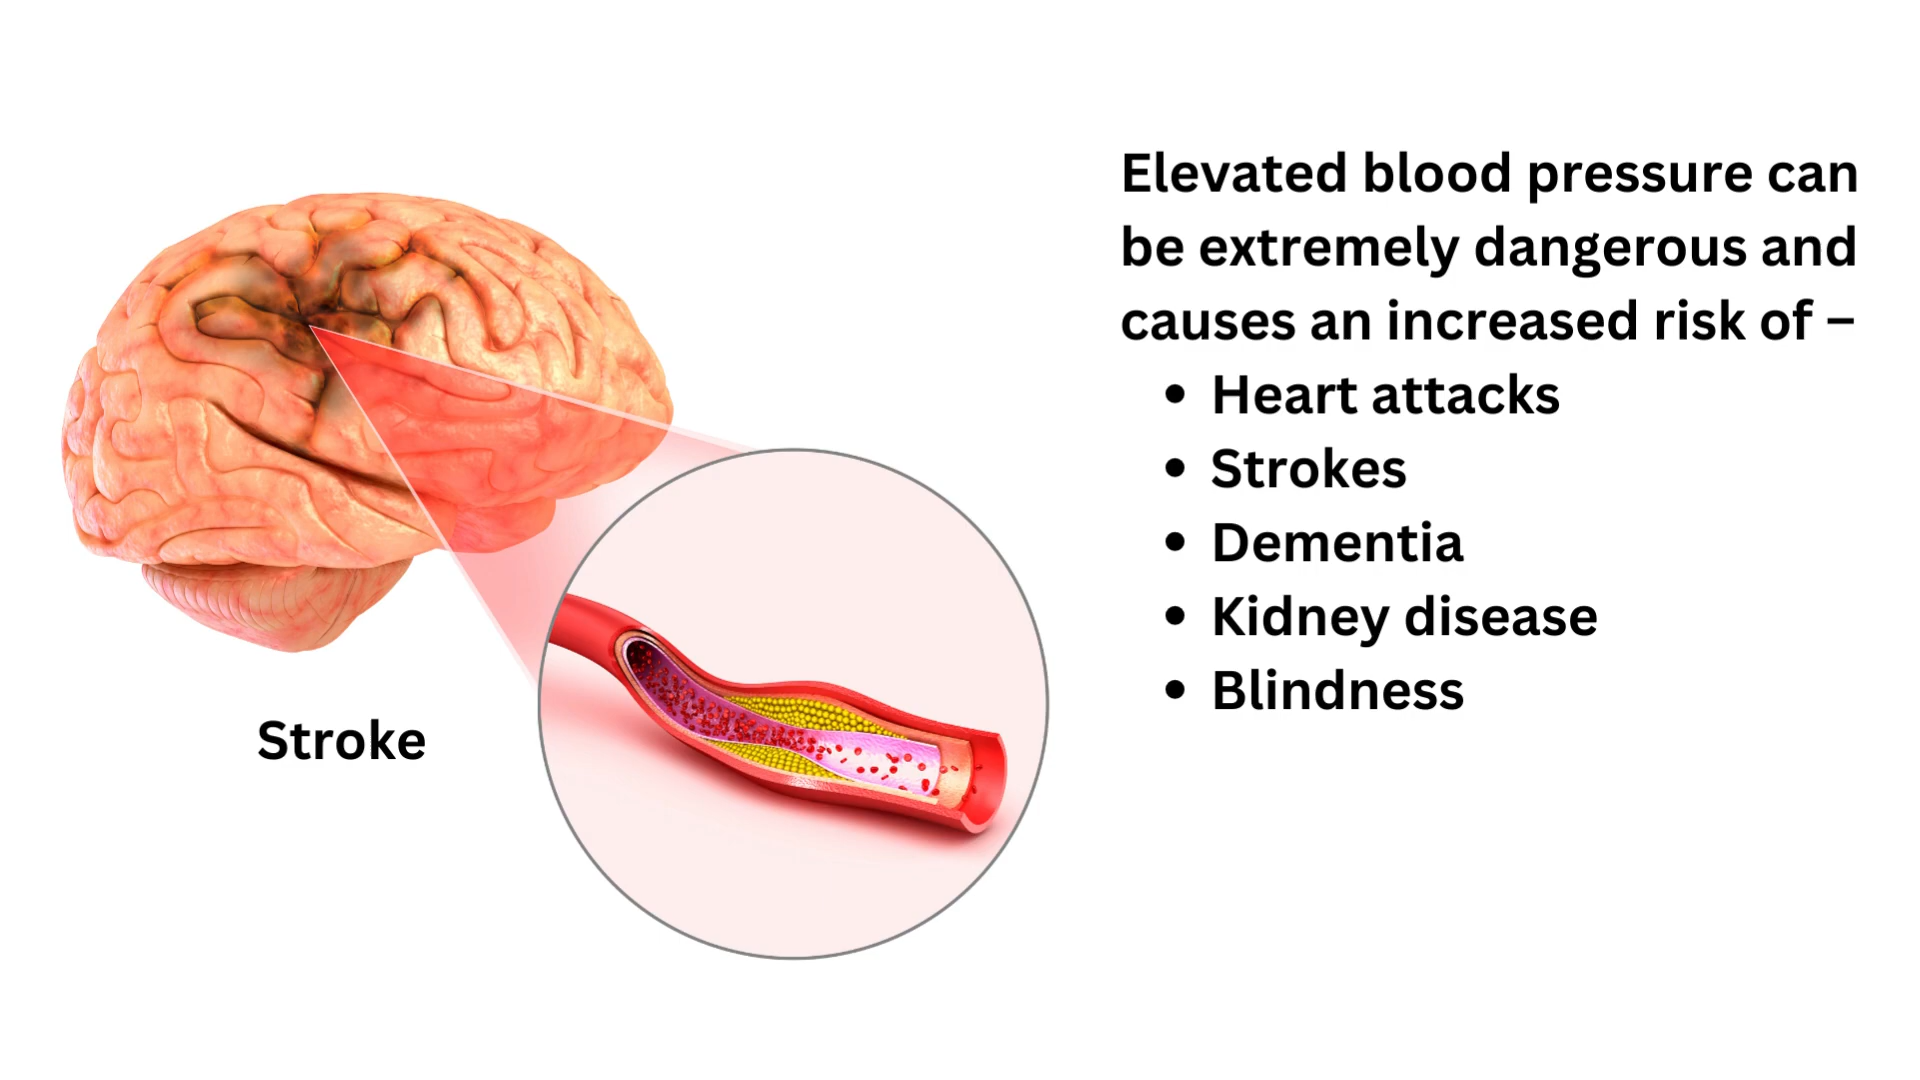 Elevated blood pressure can
be extremely dangerous and
causes an increased risk of –
• Heart attacks
• Strokes
• Dementia
• Kidney disease
• Blindness
Stroke